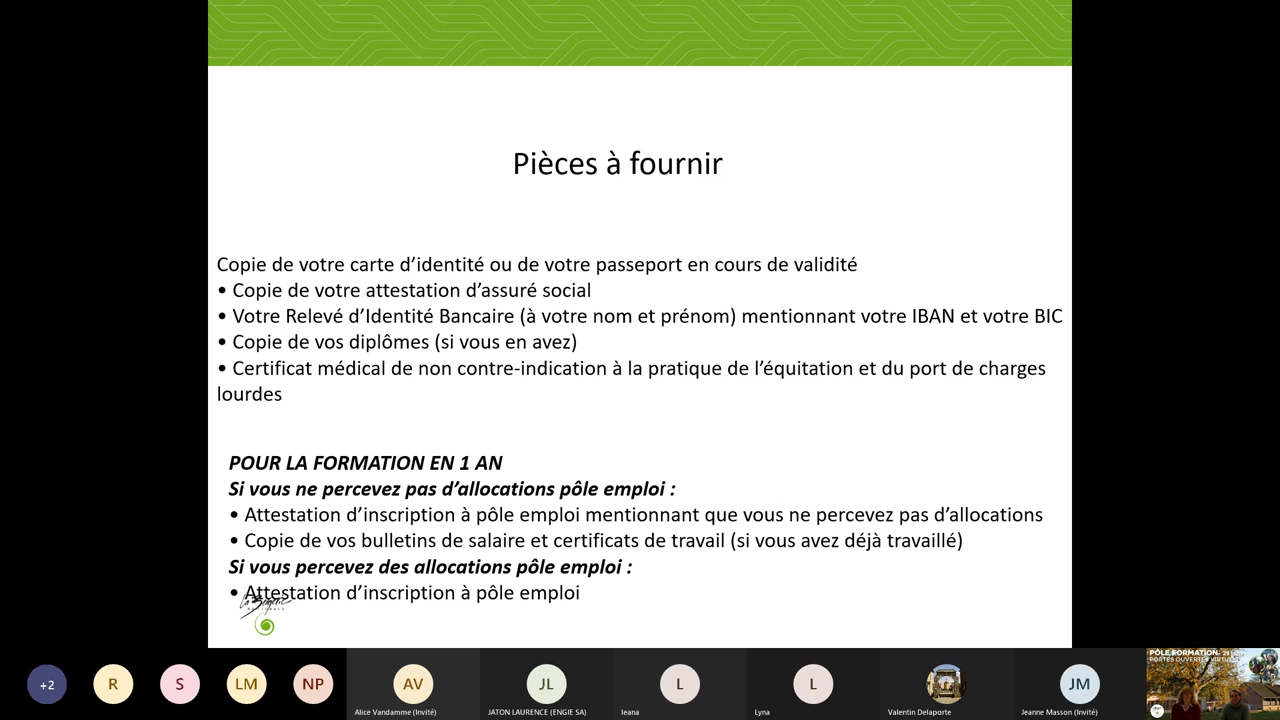 Pièces à fournir
Copie de votre carte d’identité ou de votre passeport en cours de validité
• Copie de votre attestation d’assuré social
• Votre Relevé d’Identité Bancaire (à votre nom et prénom) mentionnant votre IBAN et votre BIC
• Copie de vos diplômes (si vous en avez)
• Certificat médical de non contre-indication à la pratique de l’équitation et du port de charges
lourdes
POUR LA FORMATION EN 1 AN
Si vous ne percevez pas d’allocations pôle emploi :
• Attestation d’inscription à pôle emploi mentionnant que vous ne percevez pas d’allocations
• Copie de vos bulletins de salaire et certificats de travail (si vous avez déjà travaillé)
Si vous percevez des allocations pôle emploi :
• Attestation d’inscription à pôle emploi
La Bergerie
NATIONALE
+2
R
S
LM
NP
AV
JL
L
L
JM
Alice Vandamme (Invité)
JATON LAURENCE (ENGIE SA)
Ieana
Lyna
Valentin Delaporte
Jeanne Masson (Invité)
PÔLE FORMATION
PORTES OUVERTES VIRTUELLES